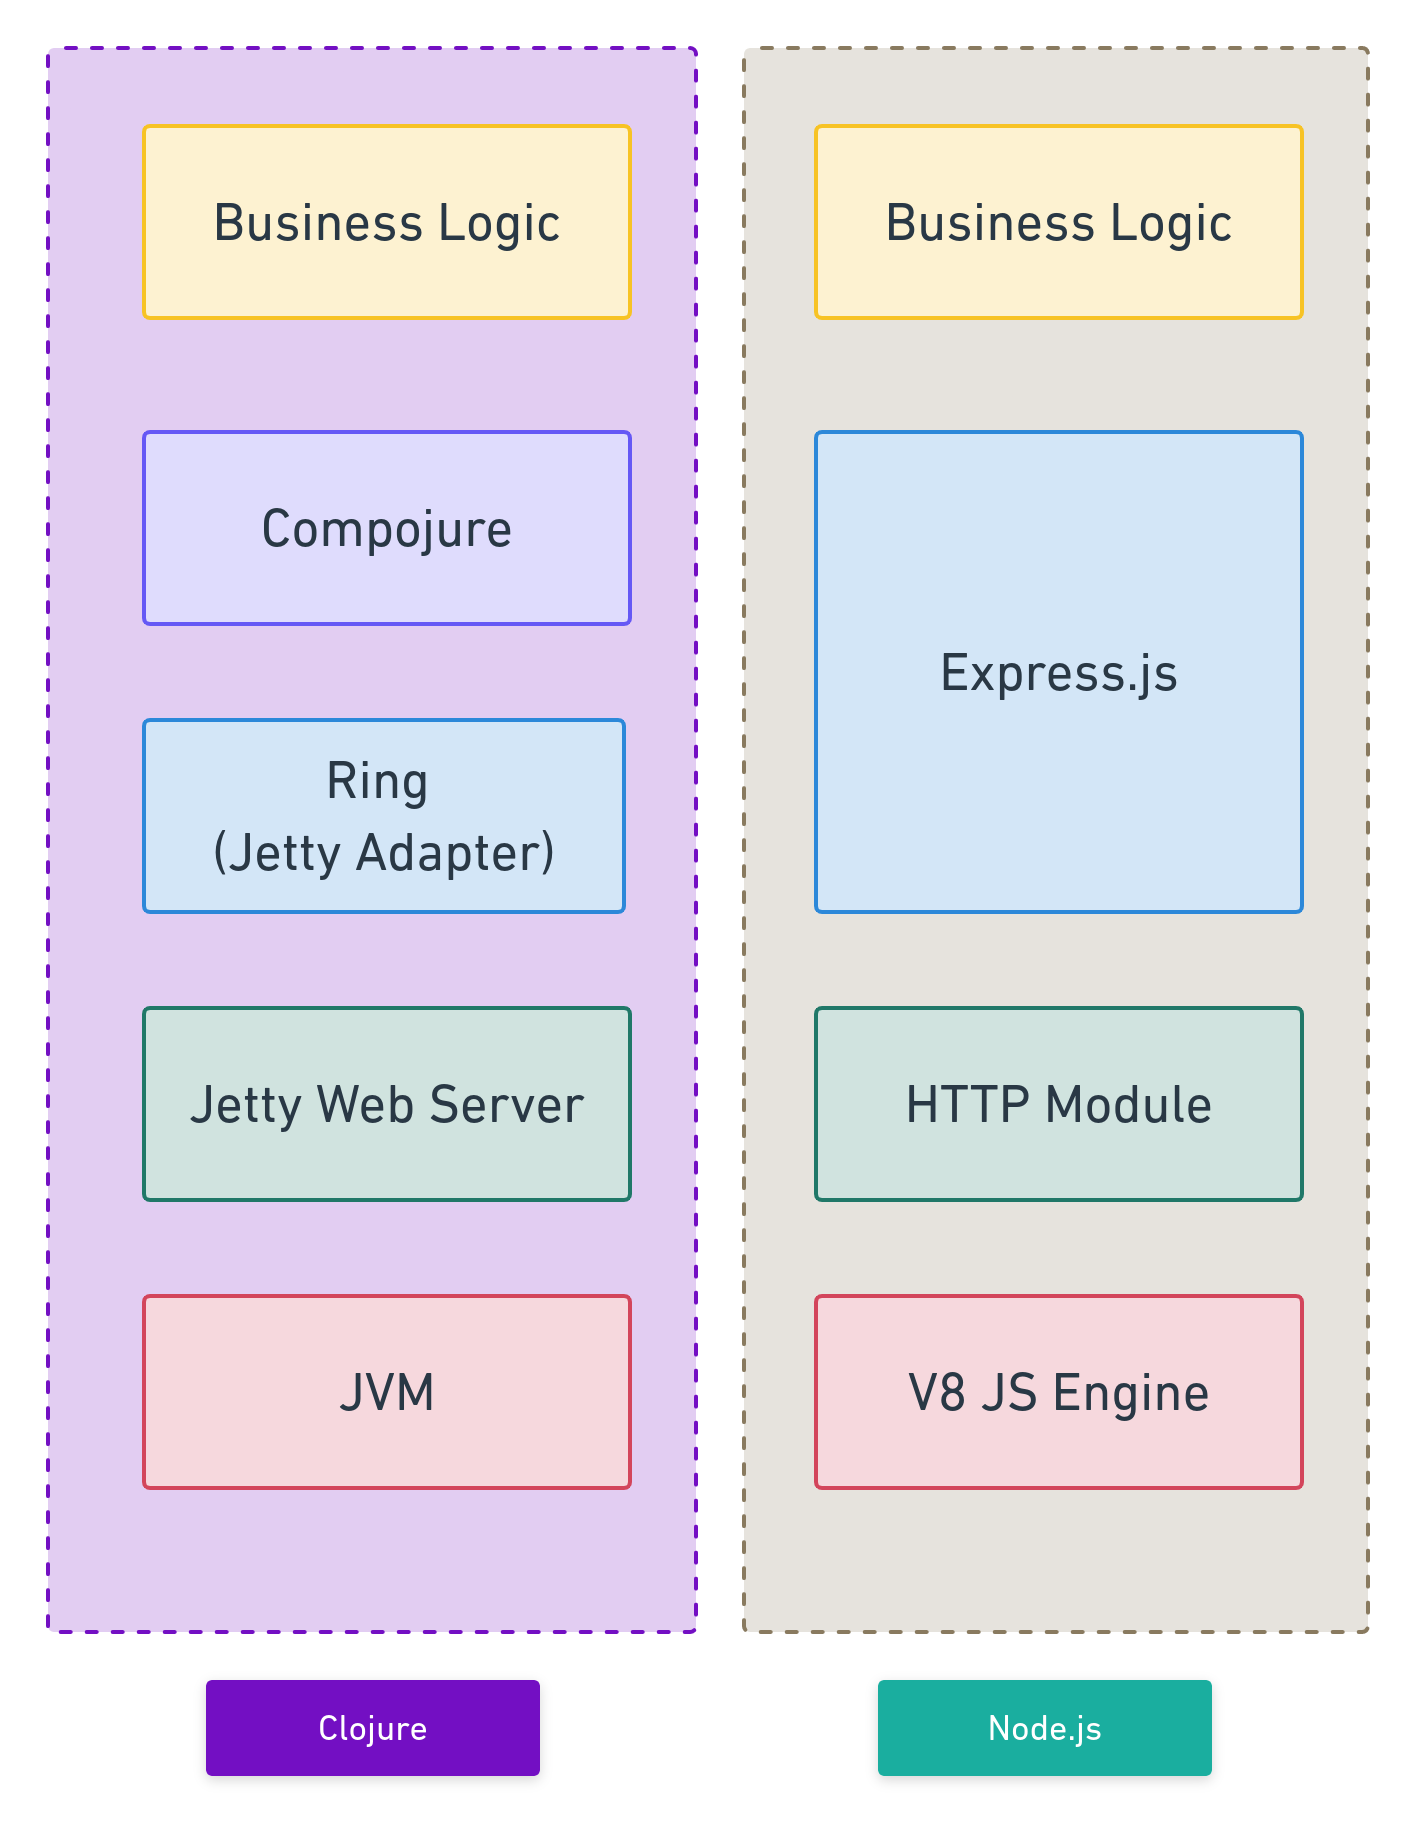 Business Logic
Compojure
Ring
(Jetty Adapter)
Jetty Web Server
JVM
Clojure
Business Logic
Express.js
HTTP Module
V8 JS Engine
Node.js